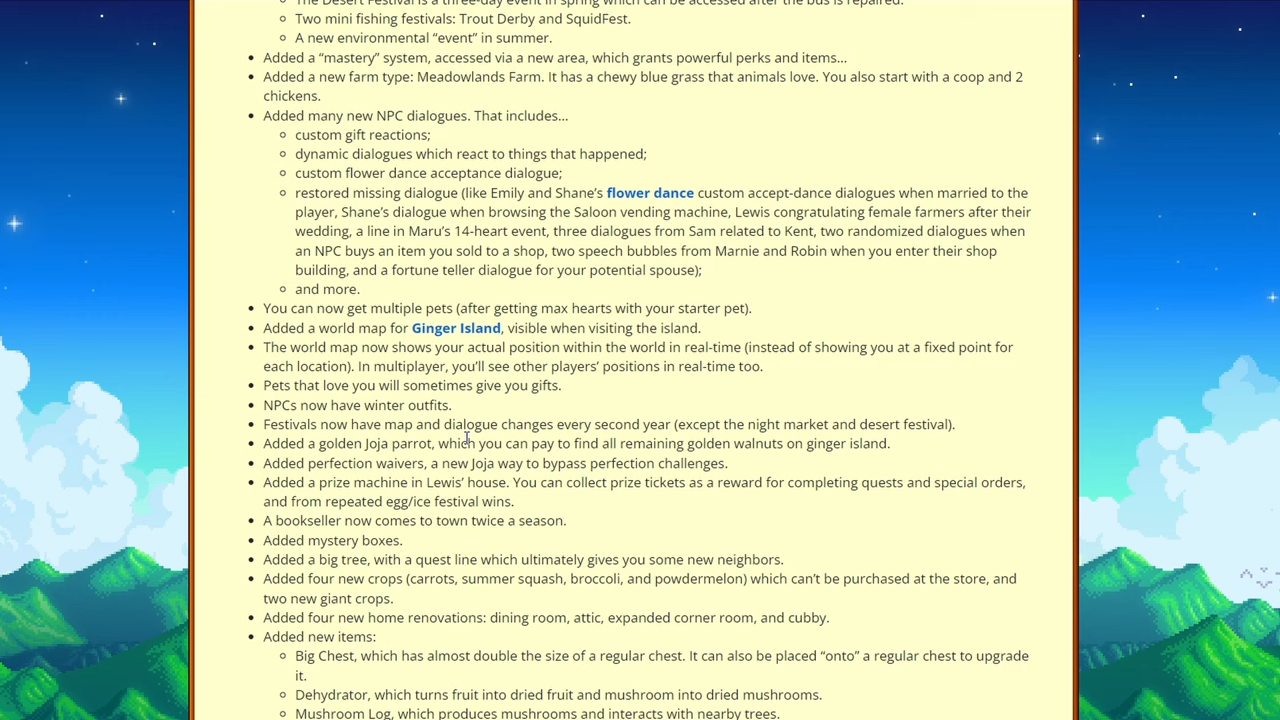 The Desert Festival is a three-day event in spring which can be accessed after the bus is repaired.
Two mini fishing festivals: Trout Derby and SquidFest.
A new environmental “event” in summer.
Added a “mastery” system, accessed via a new area, which grants powerful perks and items…
Added a new farm type: Meadowlands Farm. It has a chewy blue grass that animals love. You also start with a coop and 2
chickens.
Added many new NPC dialogues. That includes…
custom gift reactions;
dynamic dialogues which react to things that happened;
custom flower dance acceptance dialogue;
restored missing dialogue (like Emily and Shane’s flower dance custom accept-dance dialogues when married to the
player, Shane’s dialogue when browsing the Saloon vending machine, Lewis congratulating female farmers after their
wedding, a line in Maru’s 14-heart event, three dialogues from Sam related to Kent, two randomized dialogues when
an NPC buys an item you sold to a shop, two speech bubbles from Marnie and Robin when you enter their shop
building, and a fortune teller dialogue for your potential spouse);
and more.
You can now get multiple pets (after getting max hearts with your starter pet).
Added a world map for Ginger Island, visible when visiting the island.
The world map now shows your actual position within the world in real-time (instead of showing you at a fixed point for
each location). In multiplayer, you’ll see other players’ positions in real-time too.
Pets that love you will sometimes give you gifts.
NPCs now have winter outfits.
Festivals now have map and dialogue changes every second year (except the night market and desert festival).
Added a golden Joja parrot, which you can pay to find all remaining golden walnuts on ginger island.
Added perfection waivers, a new Joja way to bypass perfection challenges.
Added a prize machine in Lewis’ house. You can collect prize tickets as a reward for completing quests and special orders,
and from repeated egg/ice festival wins.
A bookseller now comes to town twice a season.
Added mystery boxes.
Added a big tree, with a quest line which ultimately gives you some new neighbors.
Added four new crops (carrots, summer squash, broccoli, and powdermelon) which can’t be purchased at the store, and
two new giant crops.
Added four new home renovations: dining room, attic, expanded corner room, and cubby.
Added new items:
Big Chest, which has almost double the size of a regular chest. It can also be placed “onto” a regular chest to upgrade
it.
Dehydrator, which turns fruit into dried fruit and mushroom into dried mushrooms.
Mushroom Log, which produces mushrooms and interacts with nearby trees.